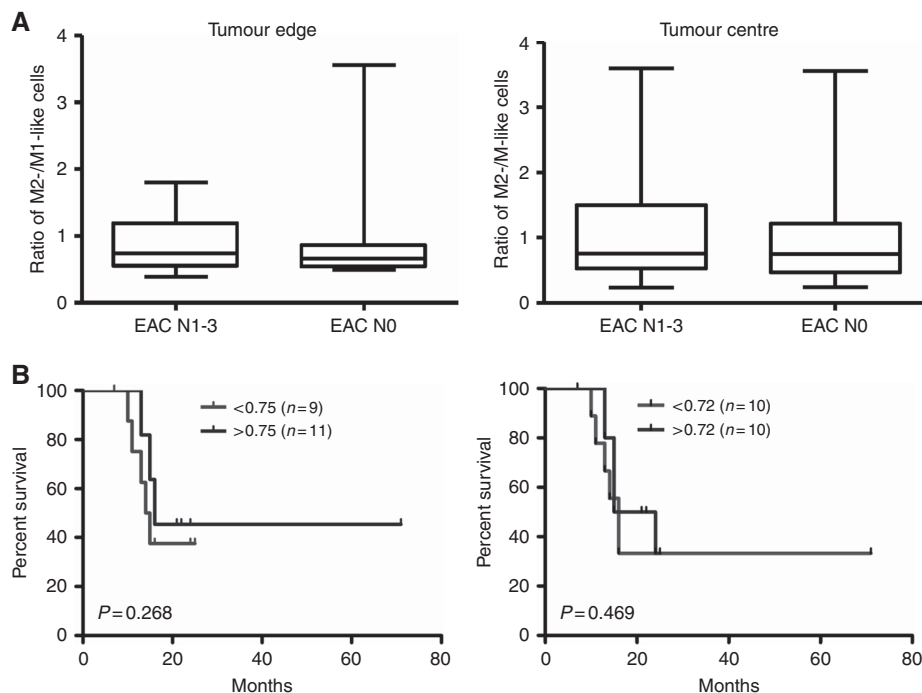 A
Tumour edge
Ratio of M2-/M1-like cells
4
3
2
1
0
EAC N1-3
EAC N0
Tumour centre
Ratio of M2-/M-like cells
4
3
2
1
0
EAC N1-3
EAC N0
B
Percent survival
100
80
60
40
20
0
<0.75 (n=9)
>0.75 (n=11)
P=0.268
0
20
40
60
80
Months
Percent survival
100
80
60
40
20
0
<0.72 (n=10)
>0.72 (n=10)
P=0.469
0
20
40
60
80
Months